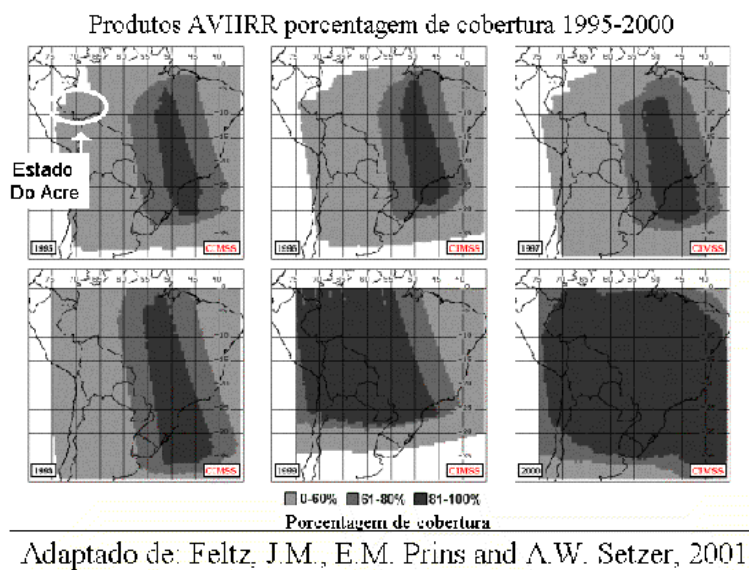 Produtos AVHRR porcentagem de cobertura 1995-2000
Estado
Do Acre
1995
CIMSS
1996
CIMSS
1997
CIMSS
1998
CIMSS
1999
CIMSS
2000
CIMSS
0-60% 61-80% 81-100%
Porcentagem de cobertura
Adaptado de: Feltz, J.M., E.M. Prins and A.W. Setzer, 2001